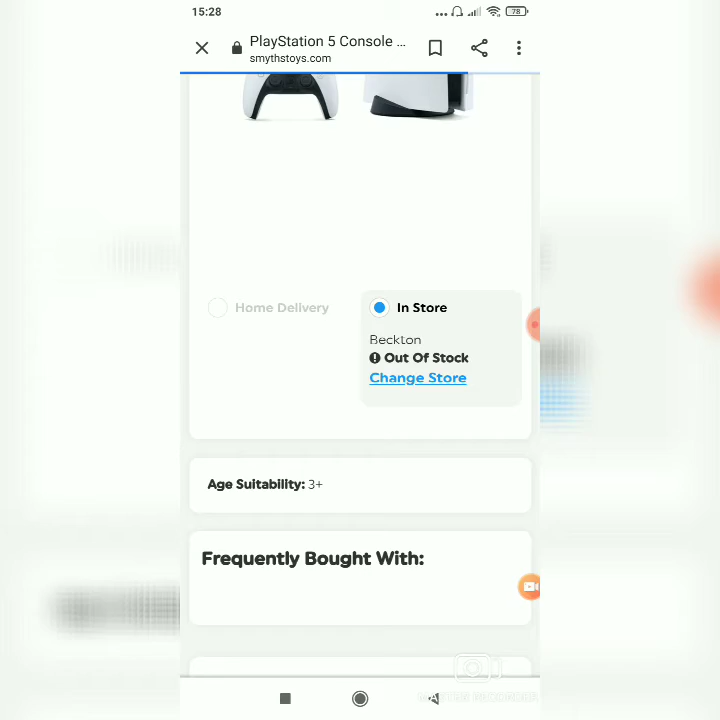 15:28
78
PlayStation 5 Console ...
smythstoys.com
Home Delivery
In Store
Beckton
Out Of Stock
Change Store
Age Suitability: 3+
Frequently Bought With: